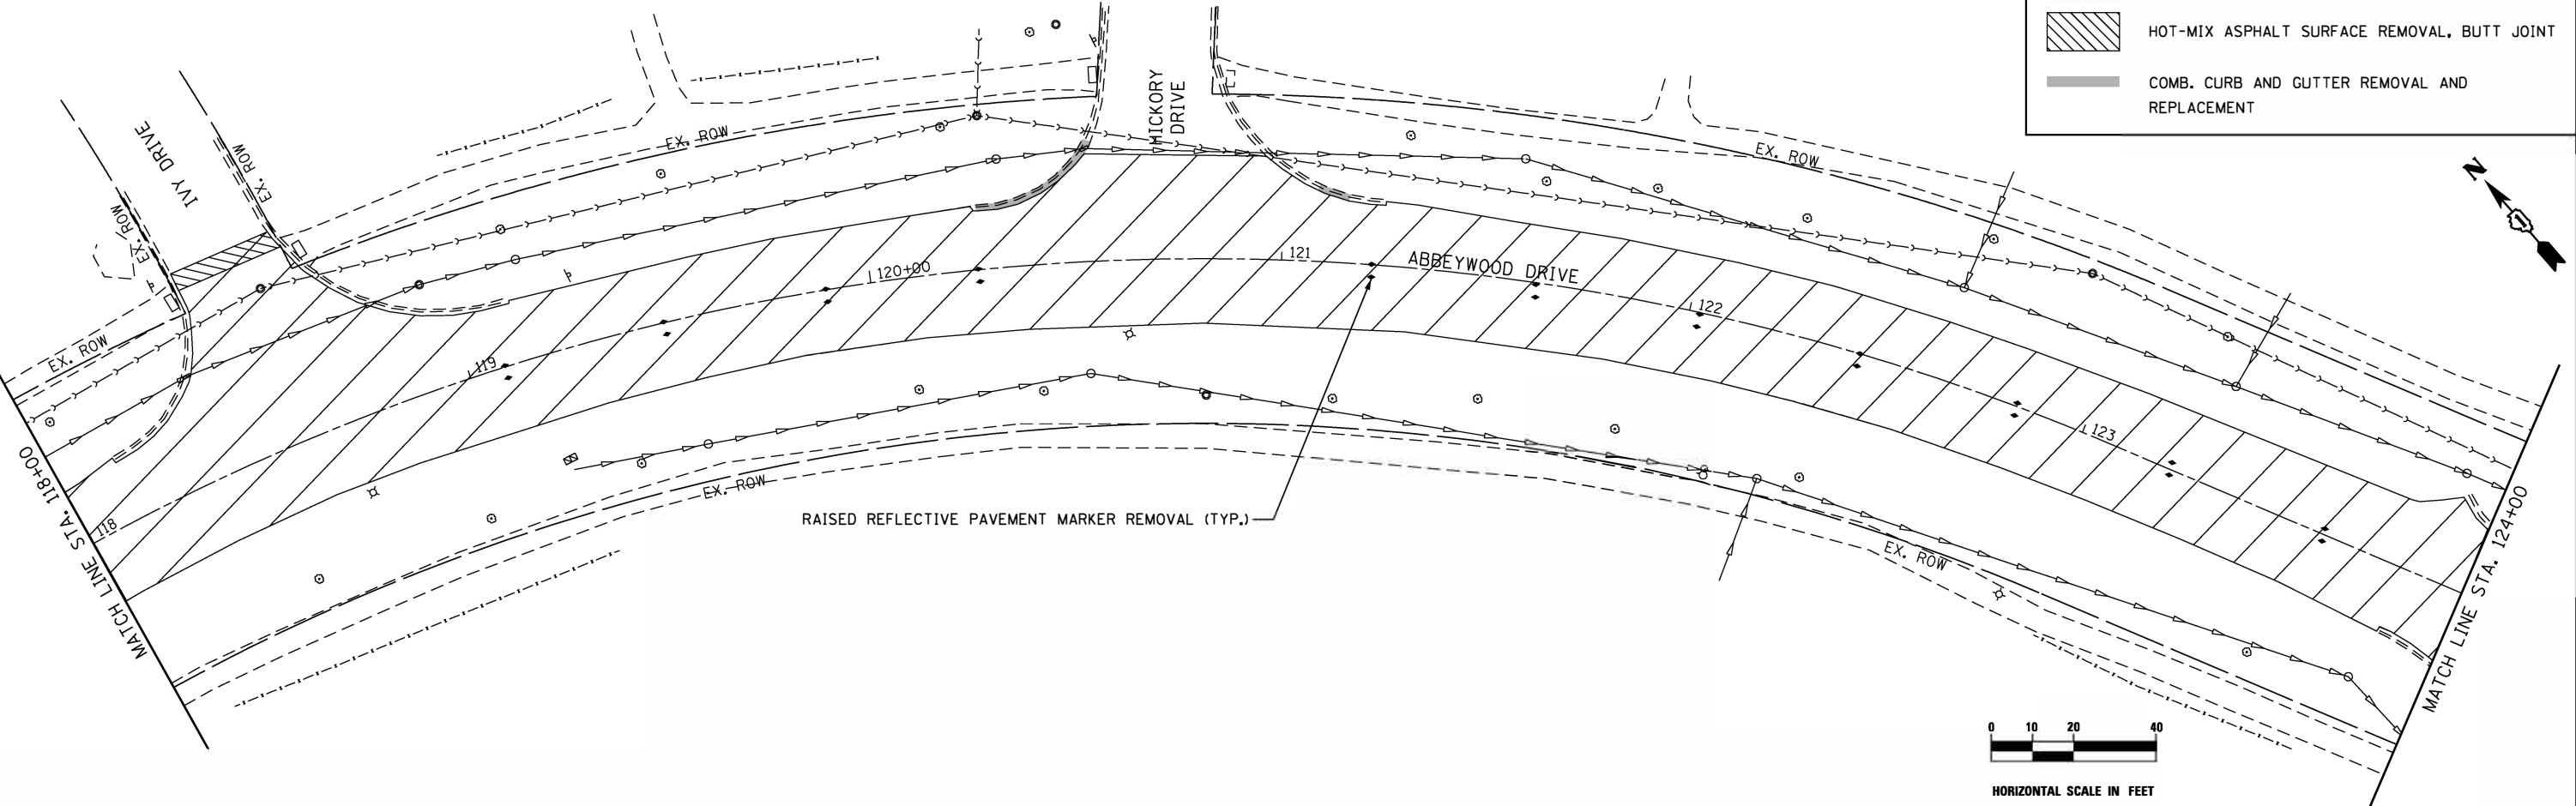 HOT-MIX ASPHALT SURFACE REMOVAL, BUTT JOINT
COMB. CURB AND GUTTER REMOVAL AND
REPLACEMENT
N
IVY DRIVE
EX. ROW
EX. ROW
EX. ROW
EX. ROW
HICKORY
DRIVE
EX. ROW
ABBEYWOOD DRIVE
118
119
120+00
121
122
123
EX. ROW
EX. ROW
RAISED REFLECTIVE PAVEMENT MARKER REMOVAL (TYP.)
MATCH LINE STA. 118+00
MATCH LINE STA. 124+00
0 10 20 40
HORIZONTAL SCALE IN FEET